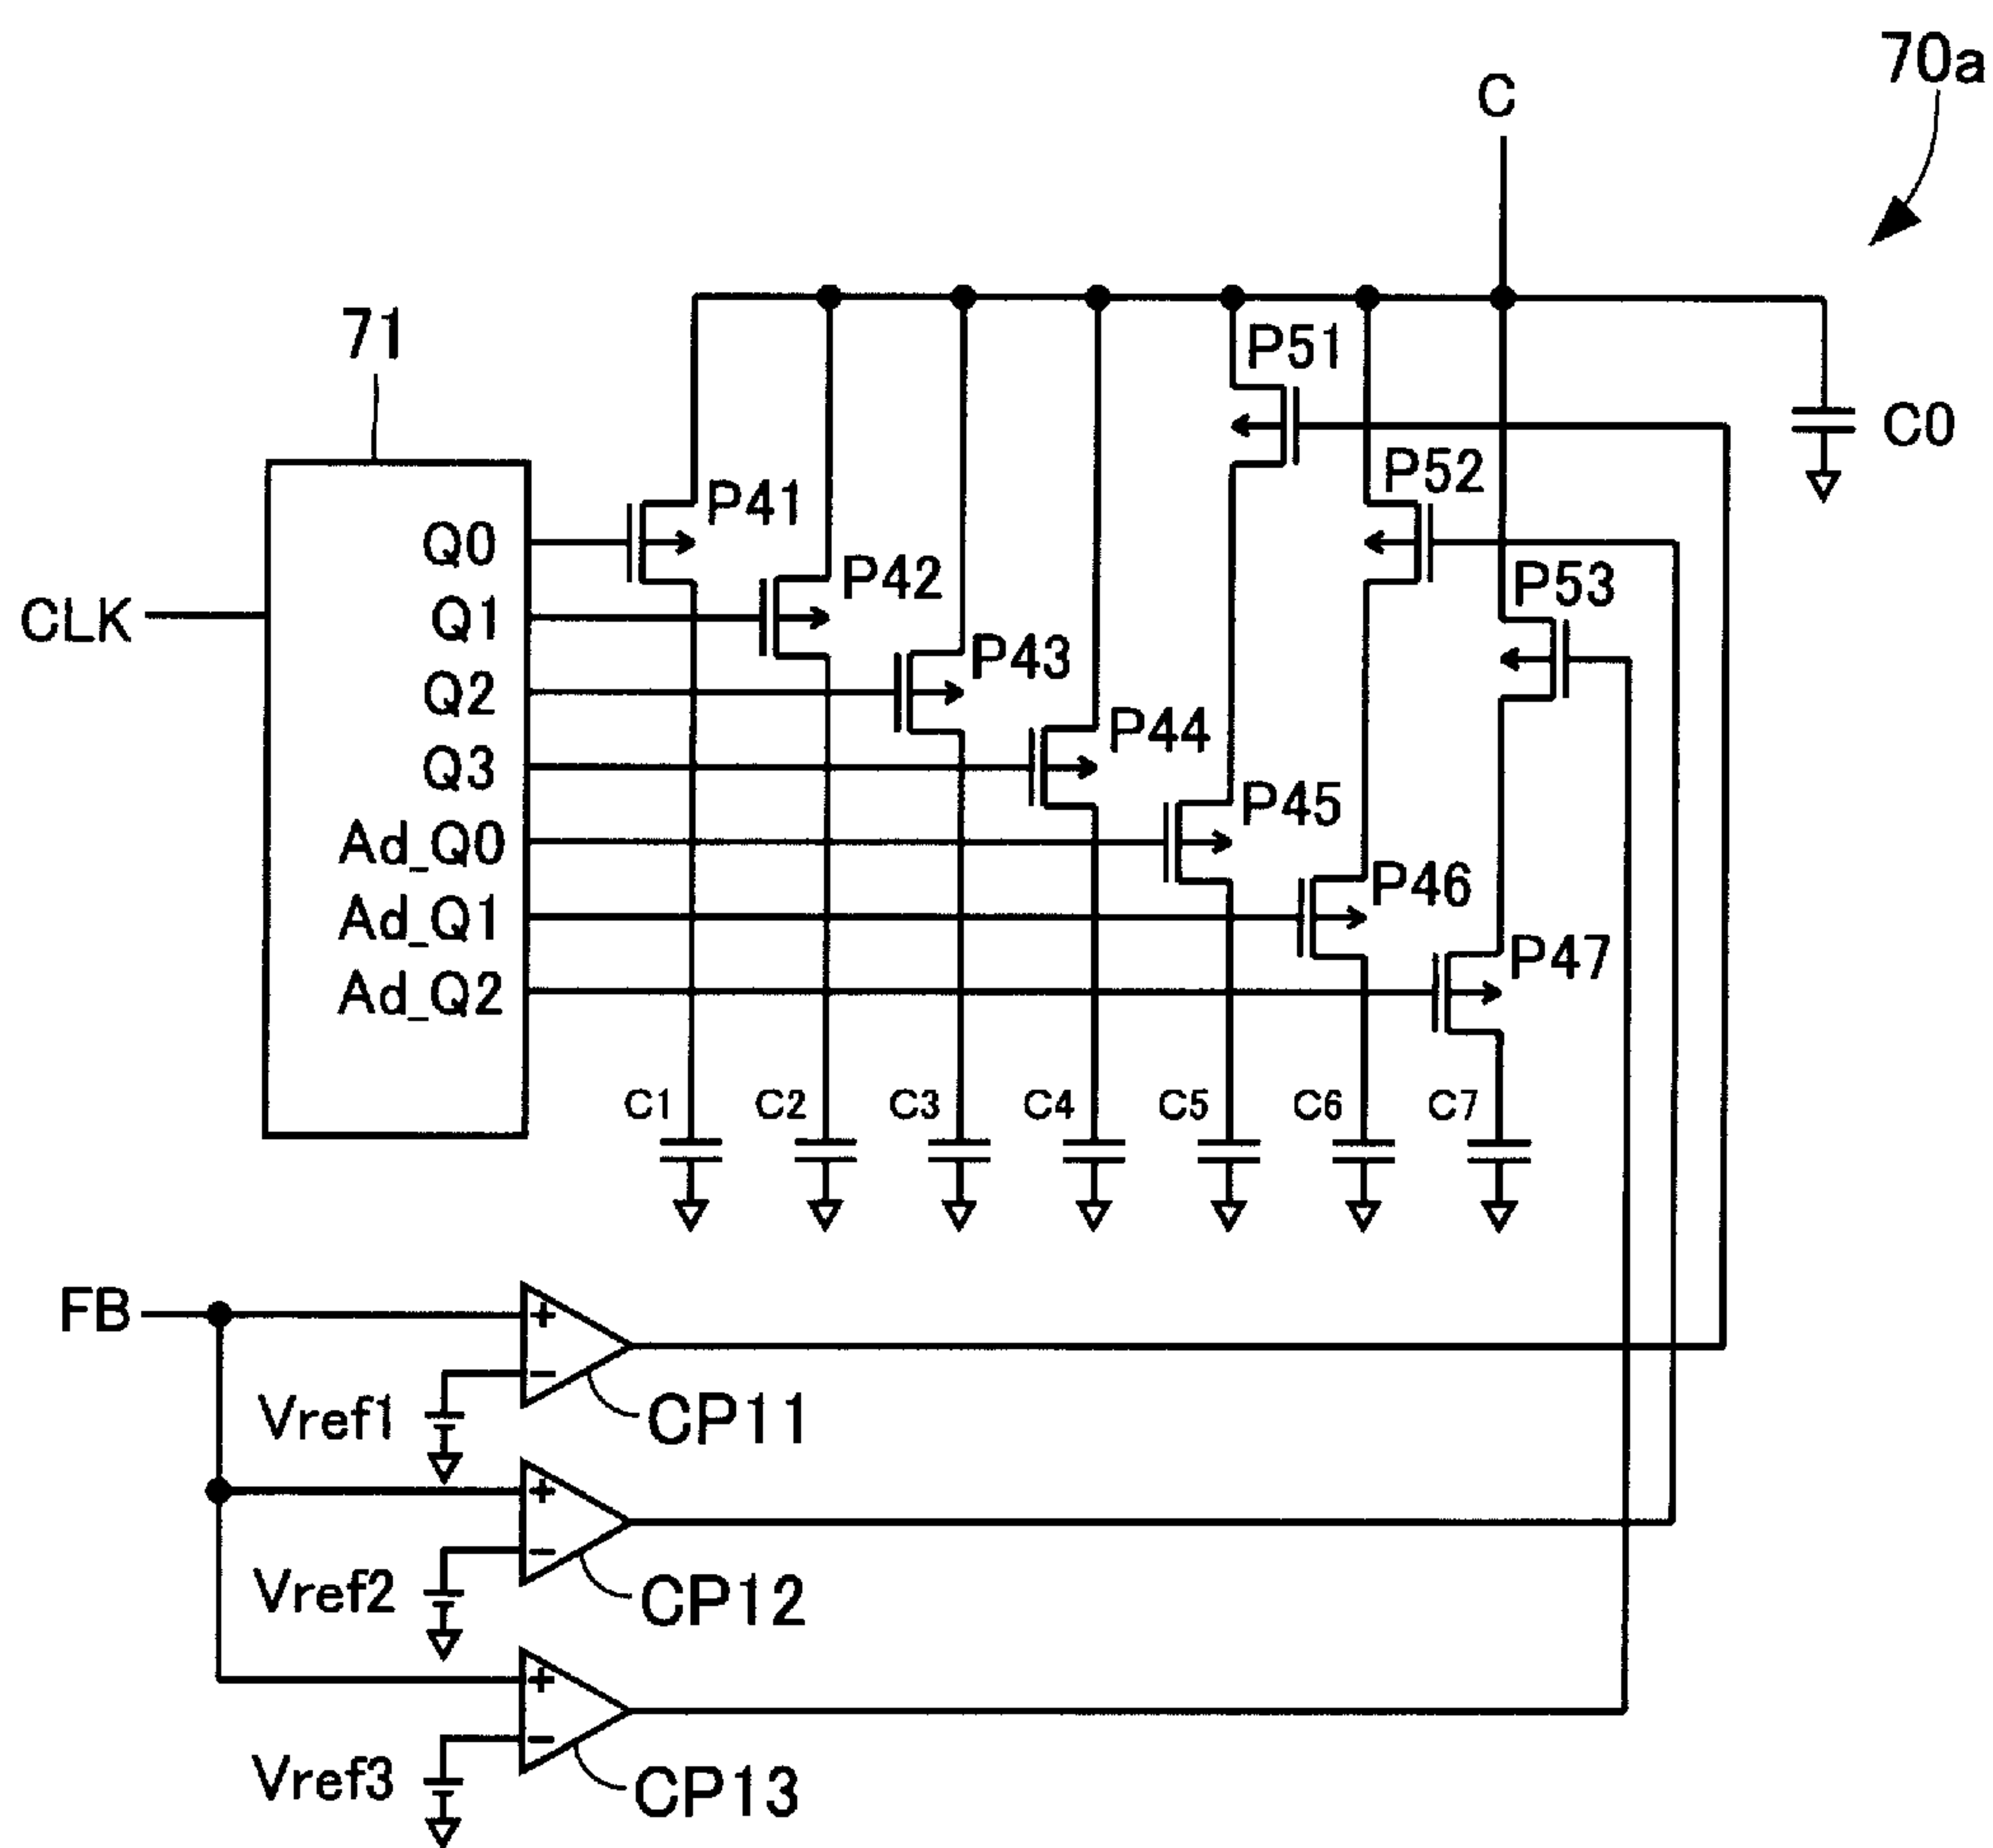 70a
C
71
P51
C0
P52
P41
Q0
P42
P53
CLK
Q1
P43
Q2
P44
Q3
P45
Ad_Q0
P46
Ad_Q1
P47
Ad_Q2
C1
C2
C3
C4
C5
C6
C7
FB
+
−
Vref1
CP11
+
−
Vref2
CP12
+
−
Vref3
CP13